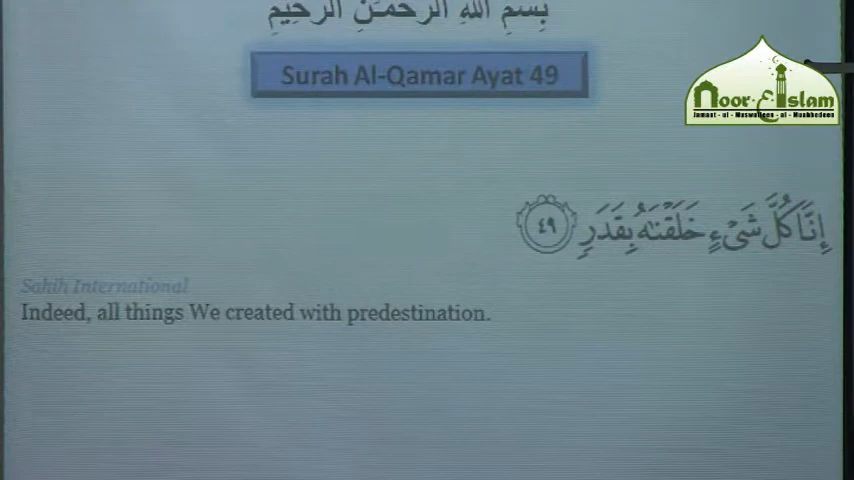 بِسْمِ اللَّهِ الرَّحْمَـٰنِ الرَّحِيمِ
Surah Al-Qamar Ayat 49
Noor-E-Islam
إِنَّا كُلَّ شَىْءٍ خَلَقْنَـٰهُ بِقَدَرٍ ٤٩
Sahih International
Indeed, all things We created with predestination.